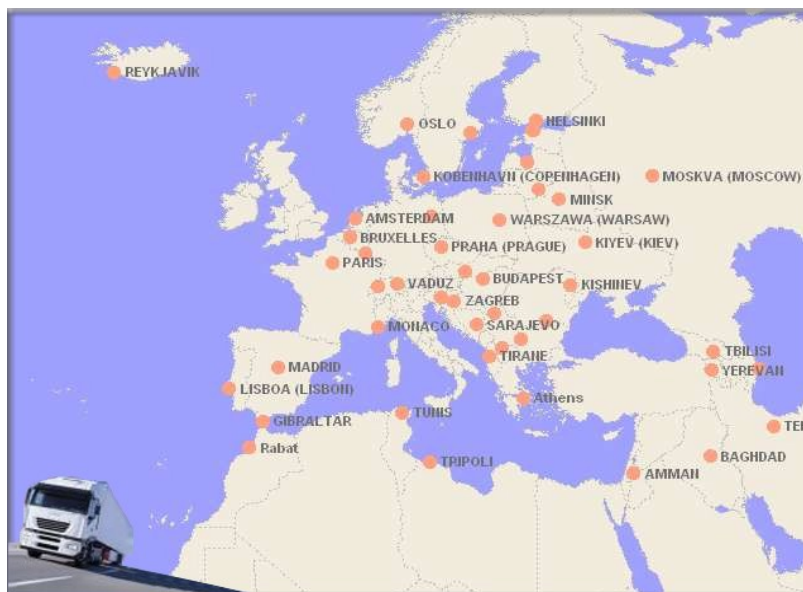 REYKJAVIK
OSLO
HELSINKI
KOBENHAVN (COPENHAGEN)
MOSKVA (MOSCOW)
MINSK
AMSTERDAM
WARSZAWA (WARSAW)
BRUXELLES
PRAHA (PRAGUE)
KIYEV (KIEV)
PARIS
VADUZ
BUDAPEST
KISHINEV
ZAGREB
MONACO
SARAJEVO
TBILISI
TIRANE
MADRID
YEREVAN
LISBOA (LISBON)
Athens
GIBRALTAR
TUNIS
TE
Rabat
TRIPOLI
BAGHDAD
AMMAN